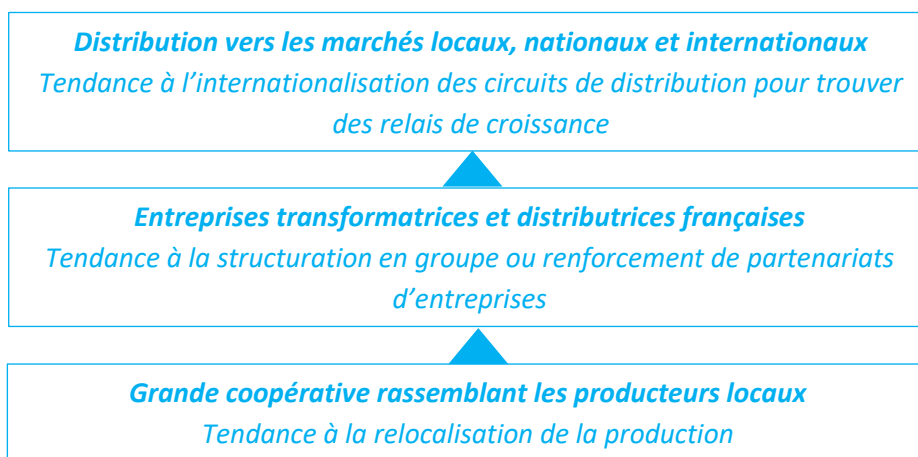 Distribution vers les marchés locaux, nationaux et internationaux
Tendance à l’internationalisation des circuits de distribution pour trouver
des relais de croissance
Entreprises transformatrices et distributrices françaises
Tendance à la structuration en groupe ou renforcement de partenariats
d’entreprises
Grande coopérative rassemblant les producteurs locaux
Tendance à la relocalisation de la production